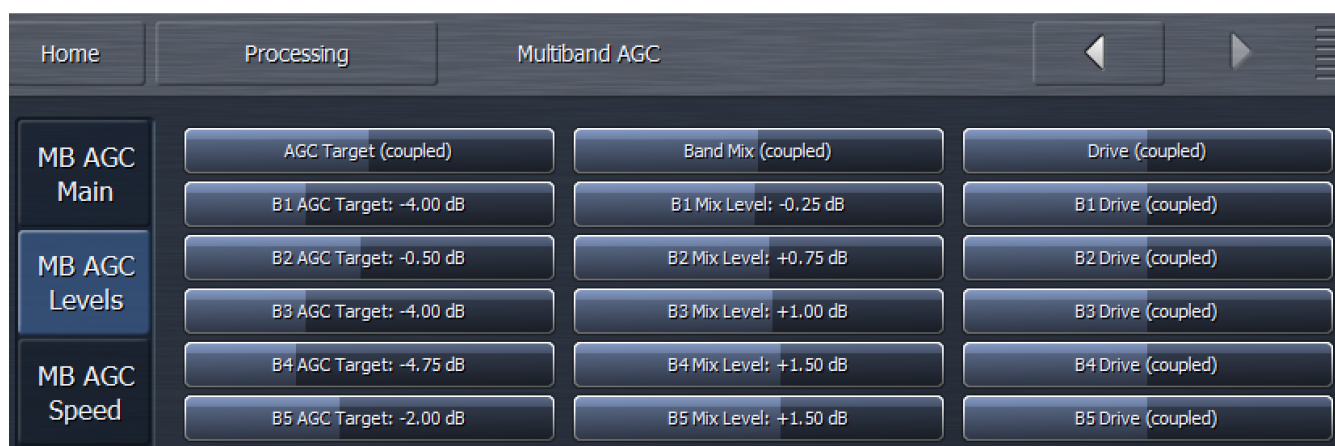 Home
Processing
Multiband AGC
MB AGC
Main
MB AGC
Levels
MB AGC
Speed
AGC Target (coupled)
Band Mix (coupled)
Drive (coupled)
B1 AGC Target: -4.00 dB
B1 Mix Level: -0.25 dB
B1 Drive (coupled)
B2 AGC Target: -0.50 dB
B2 Mix Level: +0.75 dB
B2 Drive (coupled)
B3 AGC Target: -4.00 dB
B3 Mix Level: +1.00 dB
B3 Drive (coupled)
B4 AGC Target: -4.75 dB
B4 Mix Level: +1.50 dB
B4 Drive (coupled)
B5 AGC Target: -2.00 dB
B5 Mix Level: +1.50 dB
B5 Drive (coupled)